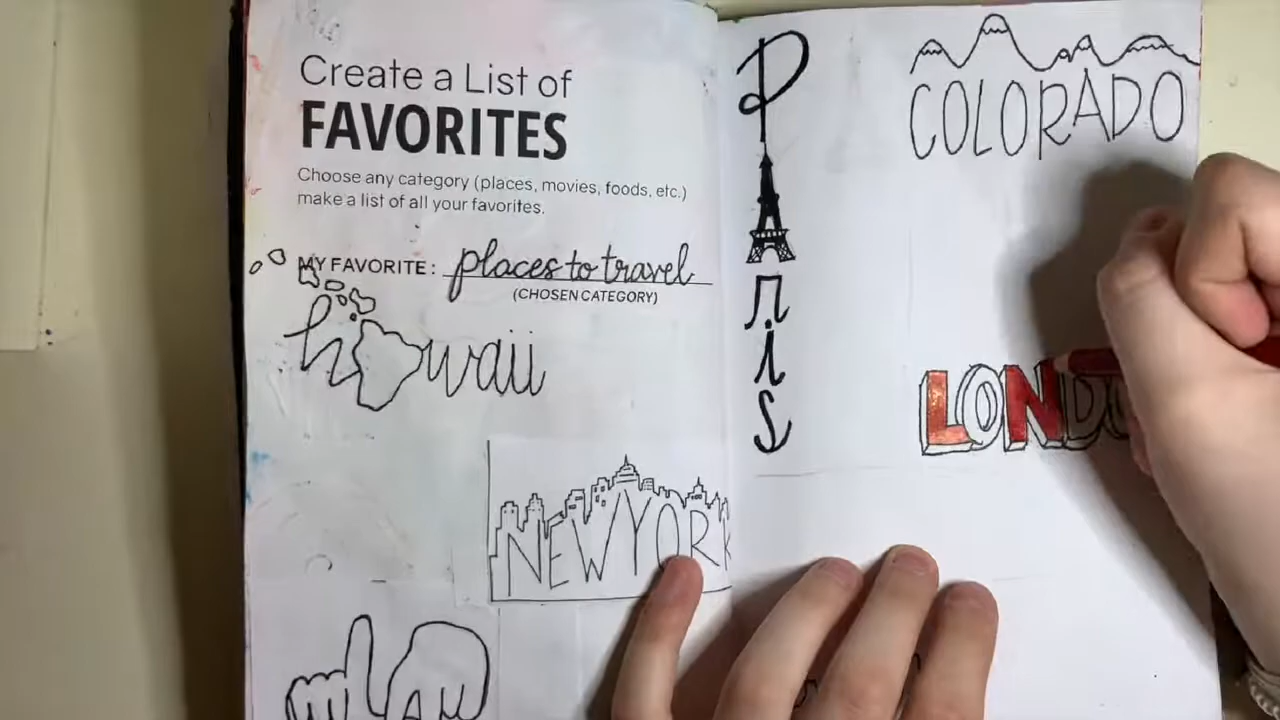 Create a List of
FAVORITES
Choose any category (places, movies, foods, etc.)
make a list of all your favorites.
MY FAVORITE: places to travel
(CHOSEN CATEGORY)
hawaii
NEW YORK
P
n
i
s
COLORADO
LONDO